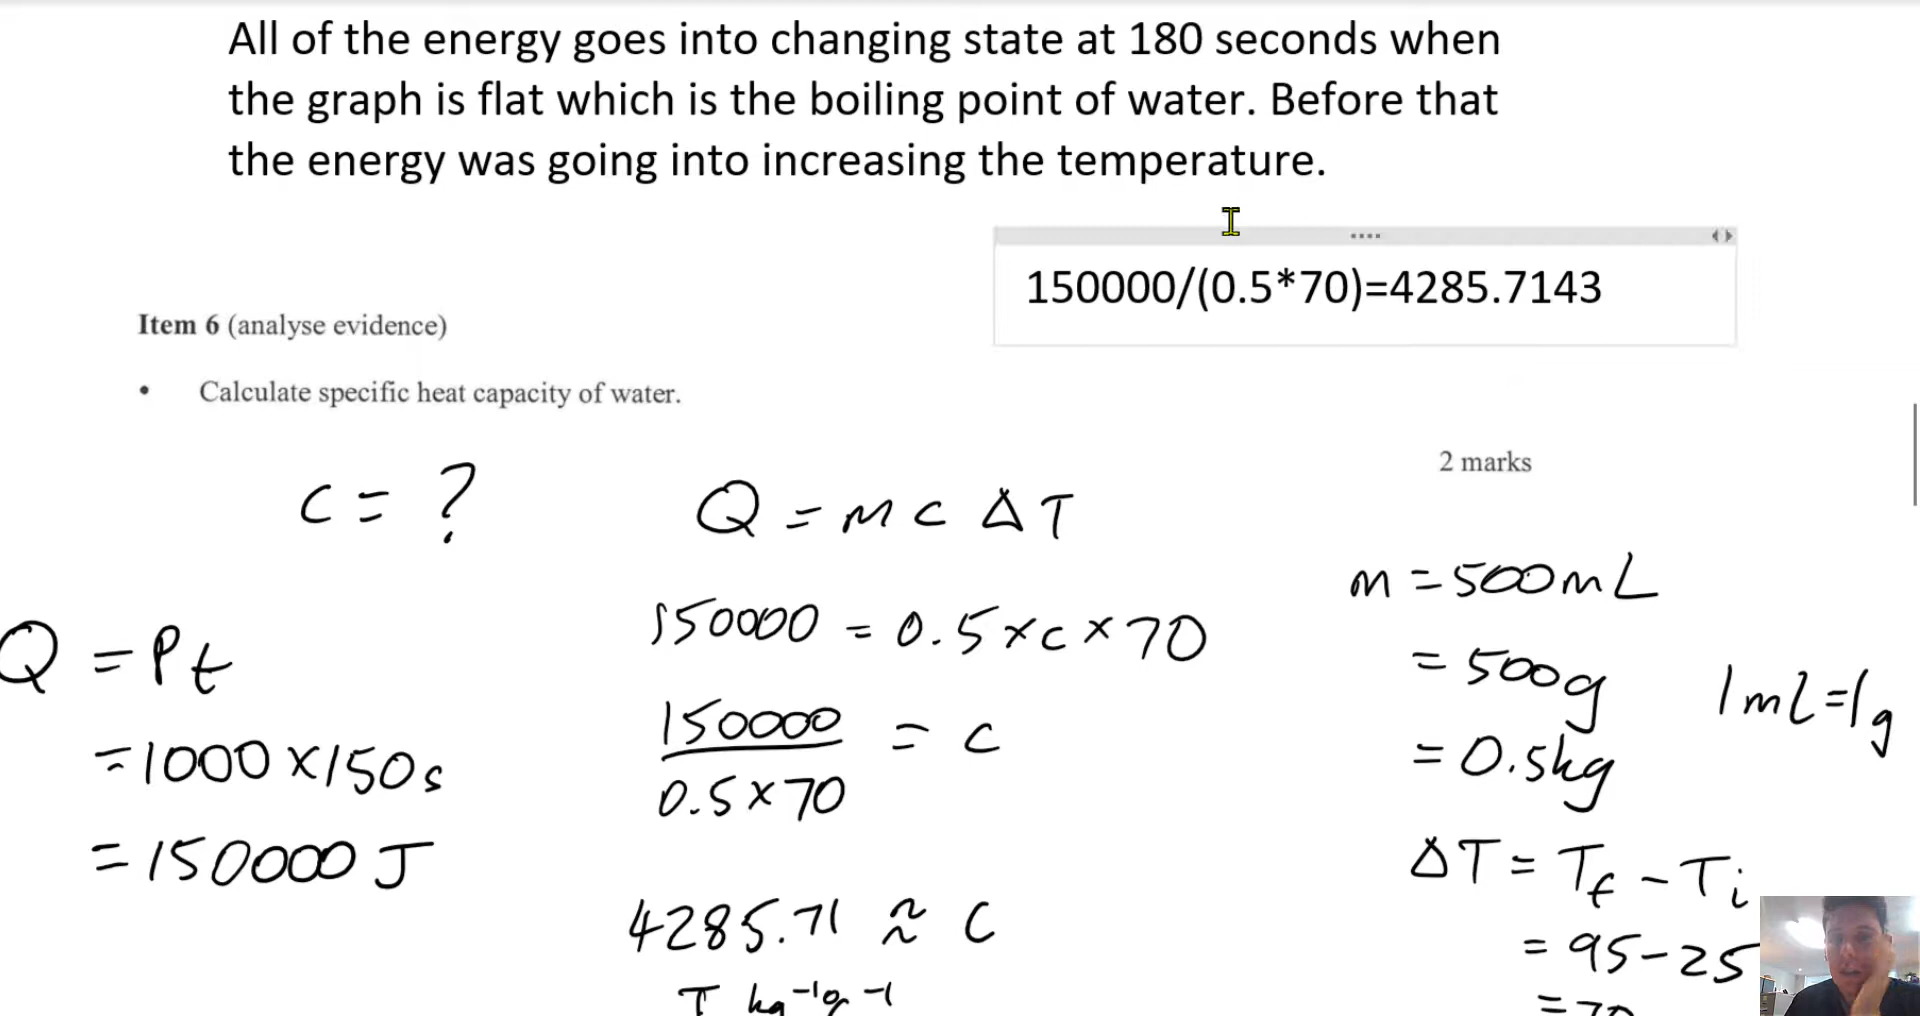 All of the energy goes into changing state at 180 seconds when
the graph is flat which is the boiling point of water. Before that
the energy was going into increasing the temperature.
150000/(0.5*70)=4285.7143
Item 6 (analyse evidence)
• Calculate specific heat capacity of water.
2 marks
c = ?
Q = m c Δ T
m = 500mL
150000 = 0.5 × c × 70
Q = Pt
= 500g
1mL=1g
150000 / 0.5 × 70 = c
= 1000 × 150s
= 0.5kg
= 150000 J
ΔT = Tf - Ti
4285.71 ≈ c
= 95 - 25
= 70